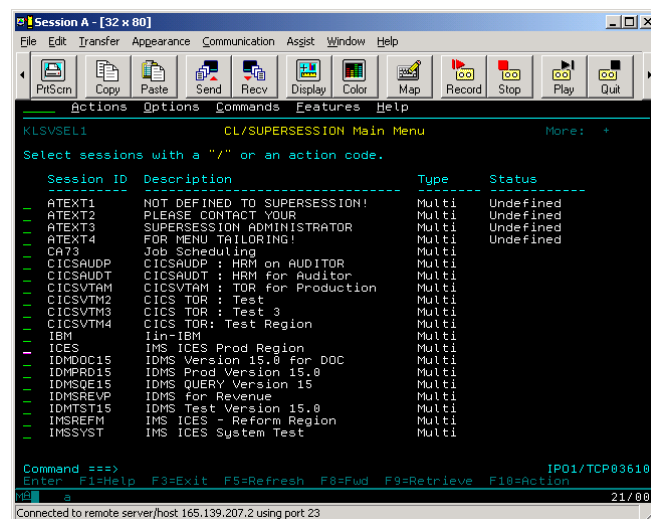 Session A - [32 x 80]
File Edit Transfer Appearance Communication Assist Window Help
PrtScrn Copy Paste Send Recv Display Color Map Record Stop Play Quit
Actions Options Commands Features Help
KLSVSEL1 CL/SUPERSESSION Main Menu More: +
Select sessions with a "/" or an action code.
Session ID Description Type Status
---------- ---------------------------------- -------- ------------
_ ATEXT1 NOT DEFINED TO SUPERSESSION! Multi Undefined
_ ATEXT2 PLEASE CONTACT YOUR Multi Undefined
_ ATEXT3 SUPERSESSION ADMINISTRATOR Multi Undefined
_ ATEXT4 FOR MENU TAILORING! Multi Undefined
_ CA73 Job Scheduling Multi
_ CICSAUDP CICSAUDP : HRM on AUDITOR Multi
_ CICSAUDT CICSAUDT : HRM for Auditor Multi
_ CICSVTAM CICSVTAM : TOR for Production Multi
_ CICSVTM2 CICS TOR : Test Multi
_ CICSVTM3 CICS TOR : Test 3 Multi
_ CICSVTM4 CICS TOR: Test Region Multi
_ IBM Iin-IBM Multi
_ ICES IMS ICES Prod Region Multi
_ IDMDOC15 IDMS Version 15.0 for DOC Multi
_ IDMPRD15 IDMS Prod Version 15.0 Multi
_ IDMSQE15 IDMS QUERY Version 15 Multi
_ IDMSREVP IDMS for Revenue Multi
_ IDMTST15 IDMS Test Version 15.0 Multi
_ IMSREFM IMS ICES - Reform Region Multi
_ IMSSYST IMS ICES System Test Multi
Command ===> IPO1/TCP03610
Enter F1=Help F3=Exit F5=Refresh F8=Fwd F9=Retrieve F10=Action
MA a 21/00
Connected to remote server/host 165.139.207.2 using port 23